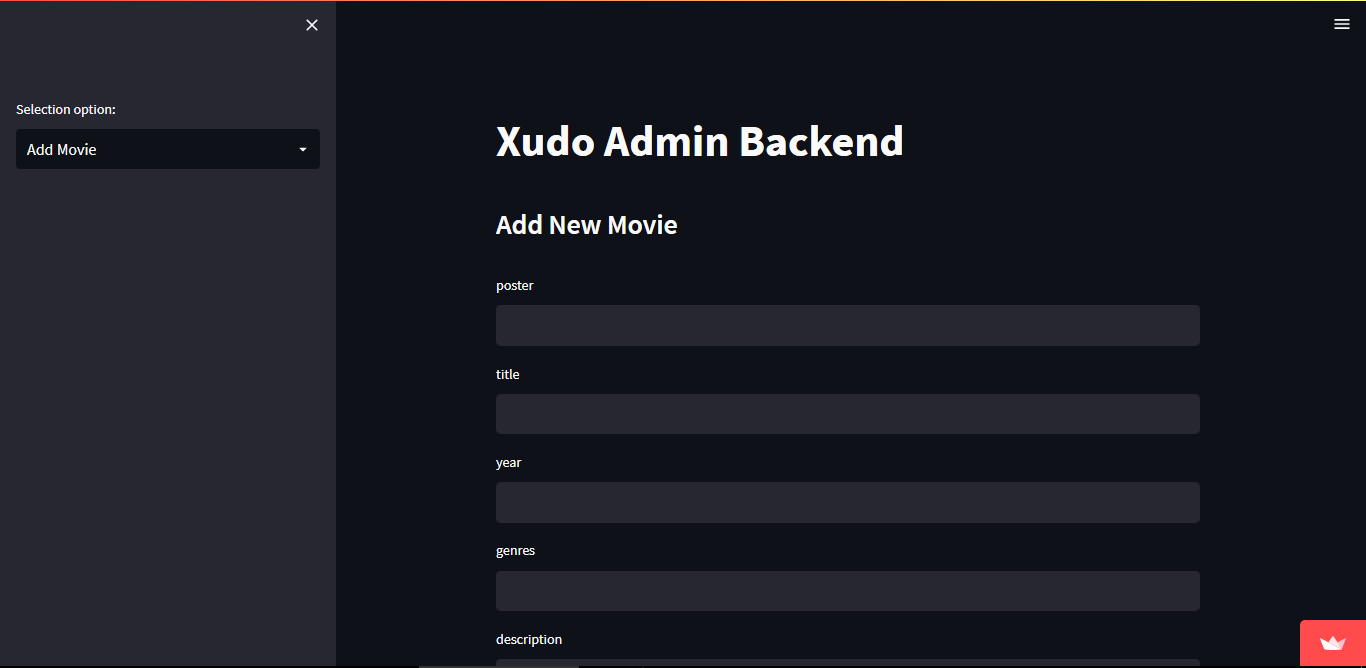 Selection option:
Add Movie
Xudo Admin Backend
Add New Movie
poster
title
year
genres
description